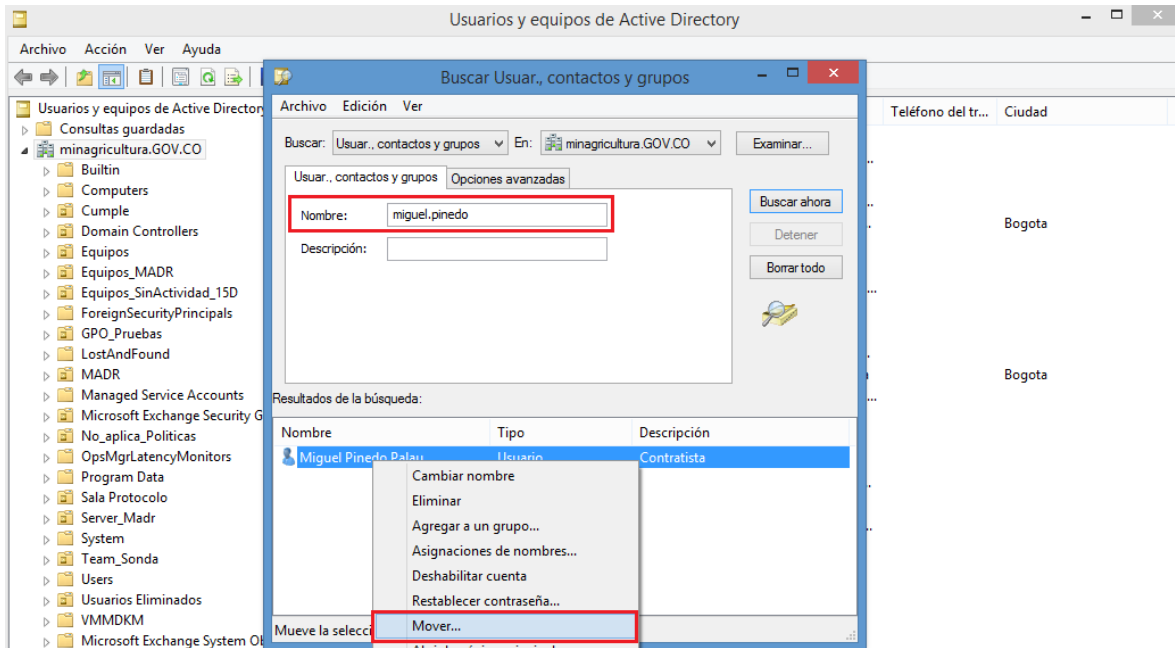 Usuarios y equipos de Active Directory
Archivo Acción Ver Ayuda
Usuarios y equipos de Active Directory
Consultas guardadas
minagricultura.GOV.CO
Builtin
Computers
Cumple
Domain Controllers
Equipos
Equipos_MADR
Equipos_SinActividad_15D
ForeignSecurityPrincipals
GPO_Pruebas
LostAndFound
MADR
Managed Service Accounts
Microsoft Exchange Security G
No_aplica_Politicas
OpsMgrLatencyMonitors
Program Data
Sala Protocolo
Server_Madr
System
Team_Sonda
Users
Usuarios Eliminados
VMMDKM
Microsoft Exchange System Ob
Buscar Usuar., contactos y grupos
Archivo Edición Ver
Buscar: Usuar., contactos y grupos En: minagricultura.GOV.CO Examinar...
Usuar., contactos y grupos Opciones avanzadas
Nombre: miguel.pinedo
Descripción:
Buscar ahora
Detener
Borrar todo
Resultados de la búsqueda:
Nombre Tipo Descripción
Miguel Pinedo Palau Usuario Contratista
Cambiar nombre
Eliminar
Agregar a un grupo...
Asignaciones de nombres...
Deshabilitar cuenta
Restablecer contraseña...
Mover...
Mueve la selecci
Teléfono del tr... Ciudad
Bogota
Bogota